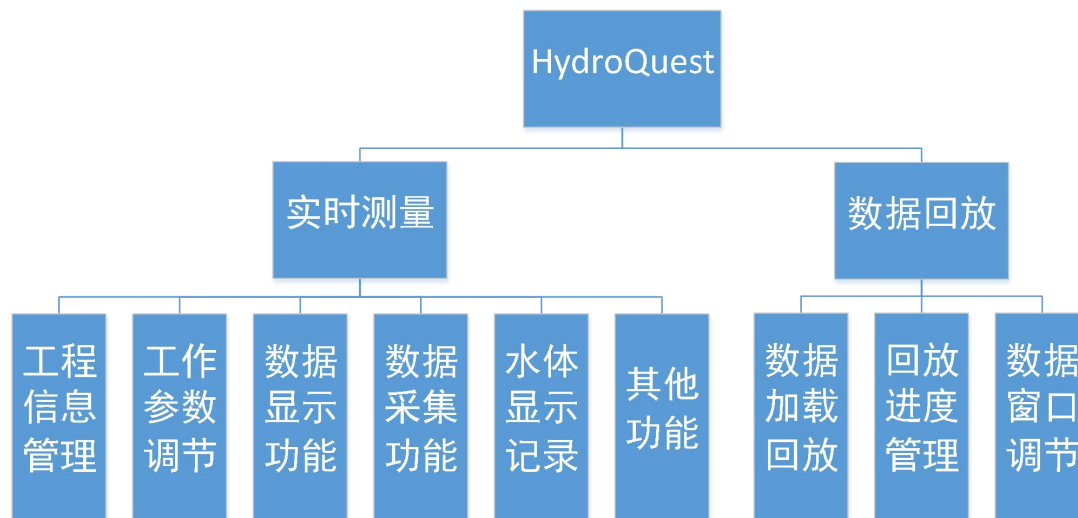 HydroQuest
实时测量
数据回放
工程
信息
管理
工作
参数
调节
数据
显示
功能
数据
采集
功能
水体
显示
记录
其他
功能
数据
加载
回放
回放
进度
管理
数据
窗口
调节